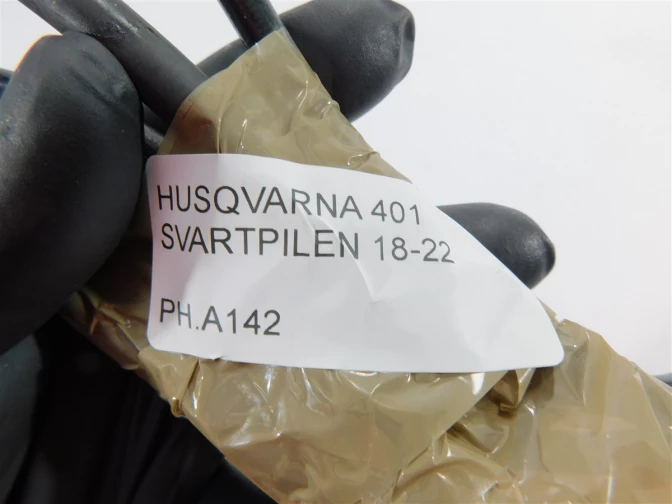 HUSQVARNA 401
SVARTPILEN 18-22
PH.A142